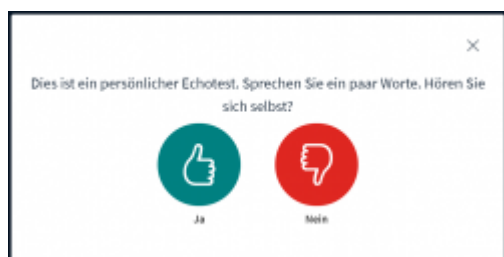 Dies ist ein persönlicher Echotest. Sprechen Sie ein paar Worte. Hören Sie
sich selbst?
Ja
Nein